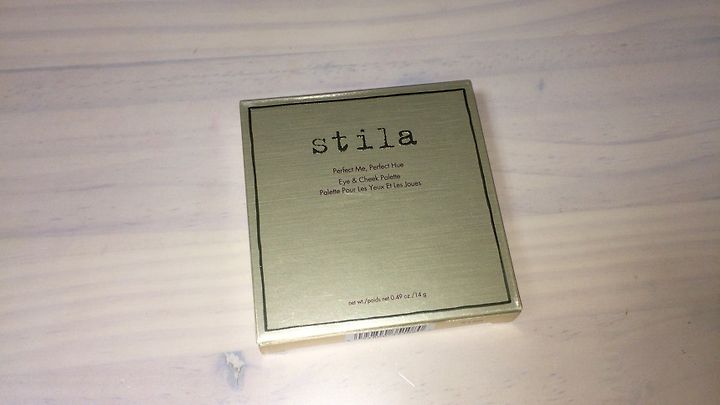 stila
Perfect Me, Perfect Hue
Eye & Cheek Palette
Palette Pour Les Yeux Et Les Joues
net wt./poids net 0.49 oz./14 g